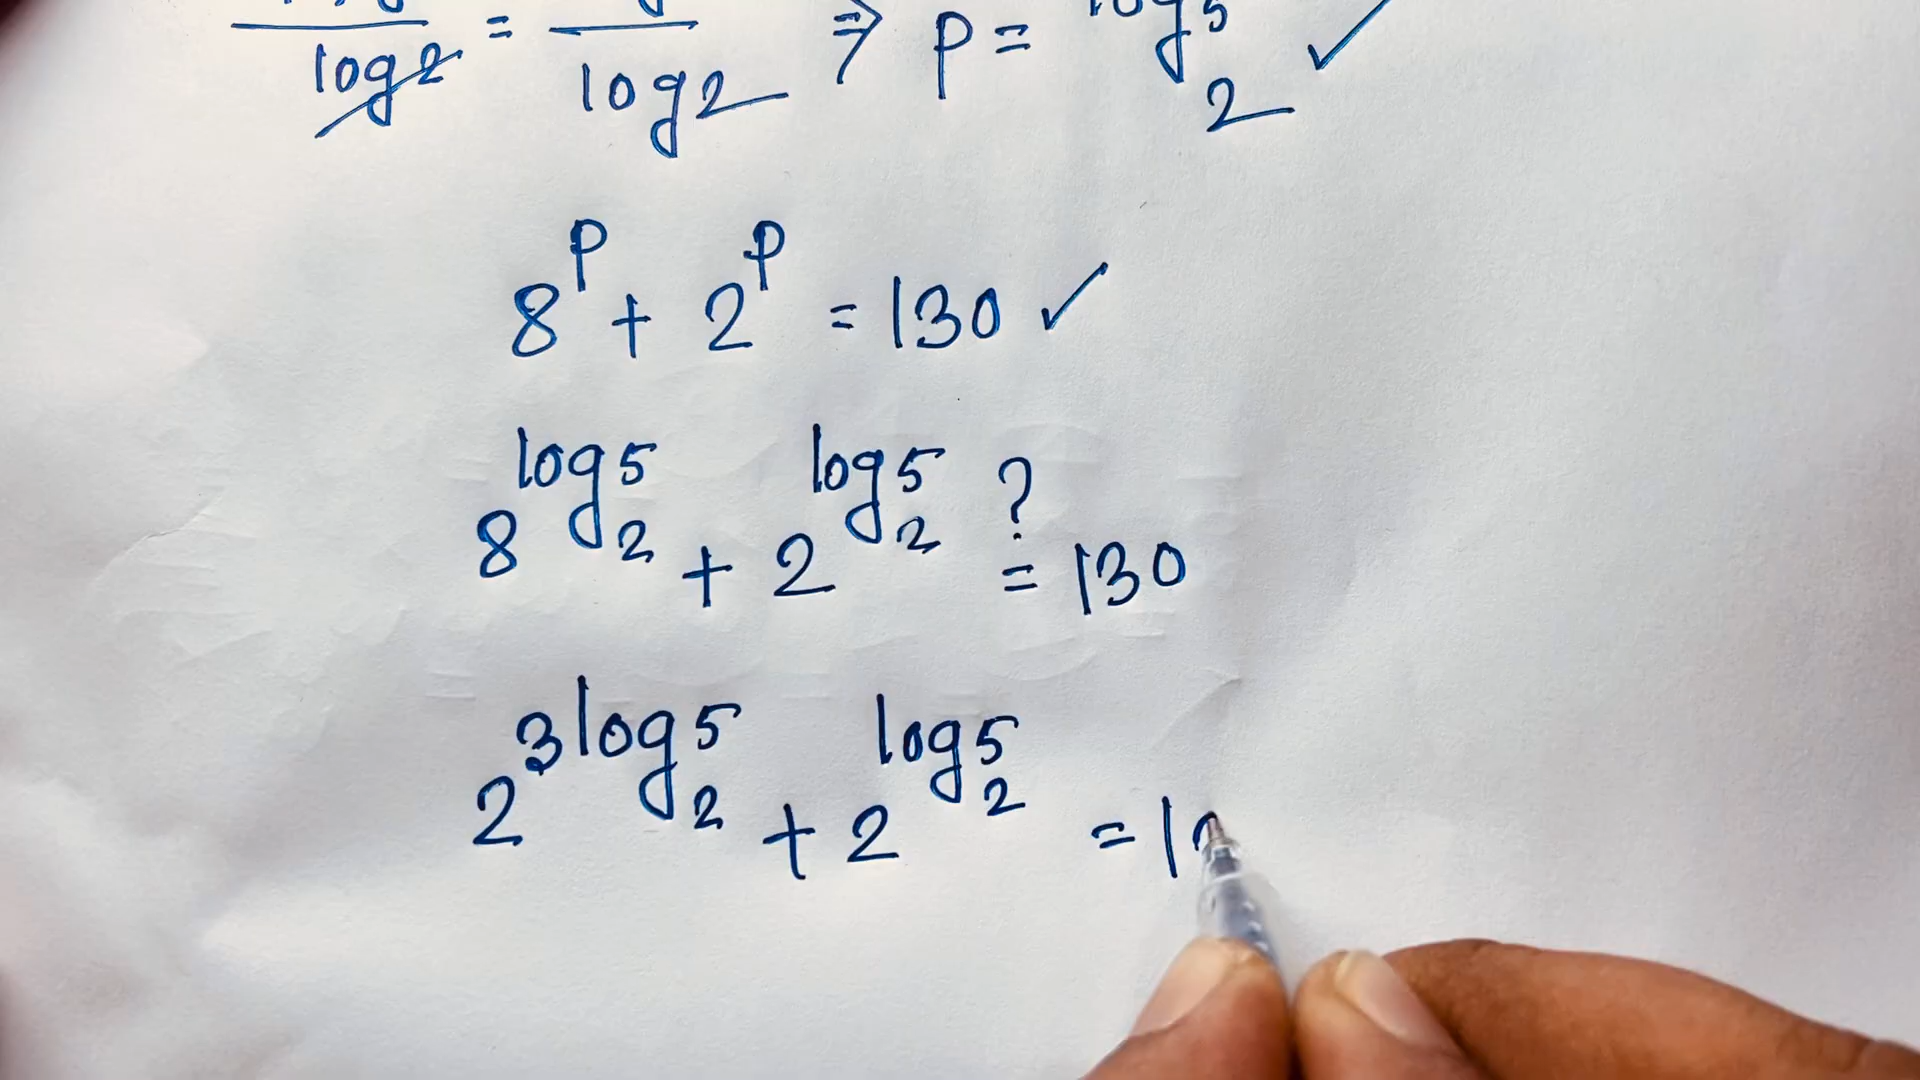 log2 = log2 ⇒ p = log₂5 ✓
8^p + 2^p = 130 ✓
8^log₂5 + 2^log₂5 ?= 130
2^3log₂5 + 2^log₂5 = 1